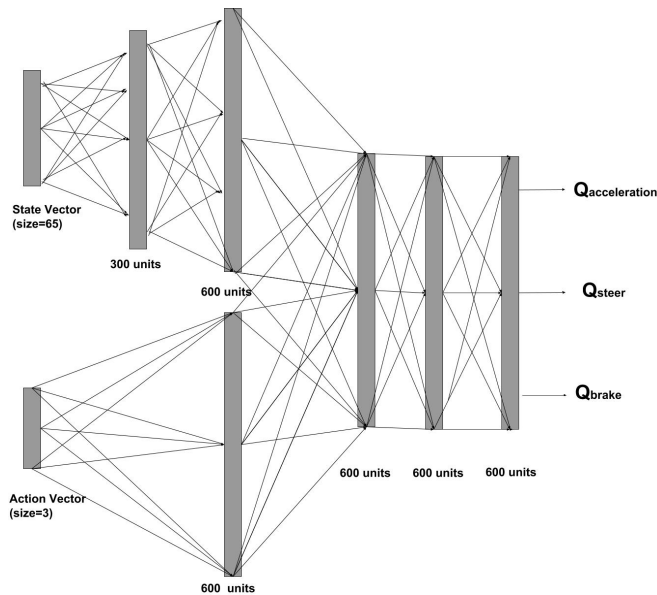 State Vector
(size=65)
300 units
600 units
Action Vector
(size=3)
600 units
600 units
600 units
600 units
Qacceleration
Qsteer
Qbrake